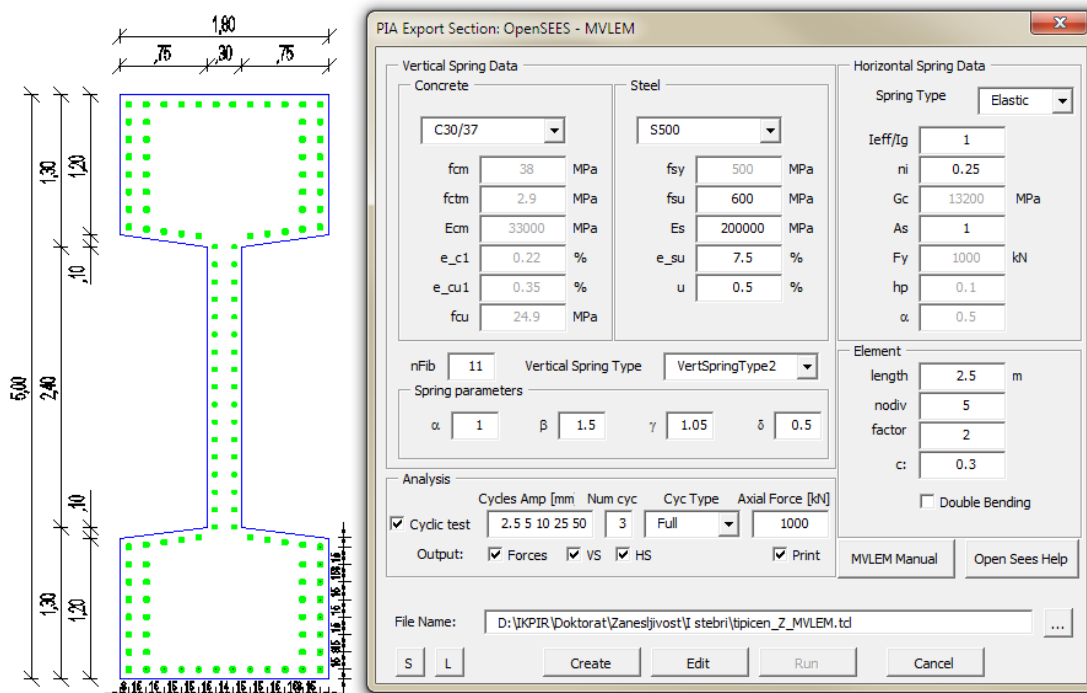 1,80
,75 ,30 ,75
5,00
1,30
1,20
,10
2,40
,10
1,30
1,20
PIA Export Section: OpenSEES - MVLEM
Vertical Spring Data
Concrete
C30/37
fcm 38 MPa
fctm 2.9 MPa
Ecm 33000 MPa
e_c1 0.22 %
e_cu1 0.35 %
fcu 24.9 MPa
Steel
S500
fsy 500 MPa
fsu 600 MPa
Es 200000 MPa
e_su 7.5 %
u 0.5 %
nFib 11 Vertical Spring Type VertSpringType2
Spring parameters
α 1 β 1.5 γ 1.05 δ 0.5
Horizontal Spring Data
Spring Type Elastic
Ieff/Ig 1
ni 0.25
Gc 13200 MPa
As 1
Fy 1000 kN
hp 0.1
α 0.5
Element
length 2.5 m
nodiv 5
factor 2
c: 0.3
Double Bending
Analysis
Cycles Amp [mm] Num cyc Cyc Type Axial Force [kN]
Cyclic test 2.5 5 10 25 50 3 Full 1000
Output: Forces VS HS Print
MVLEM Manual Open Sees Help
File Name: D:\IKPIR\Doktorat\Zanesljivost\I stebri\tipicen_Z_MVLEM.tcl ...
S L Create Edit Run Cancel